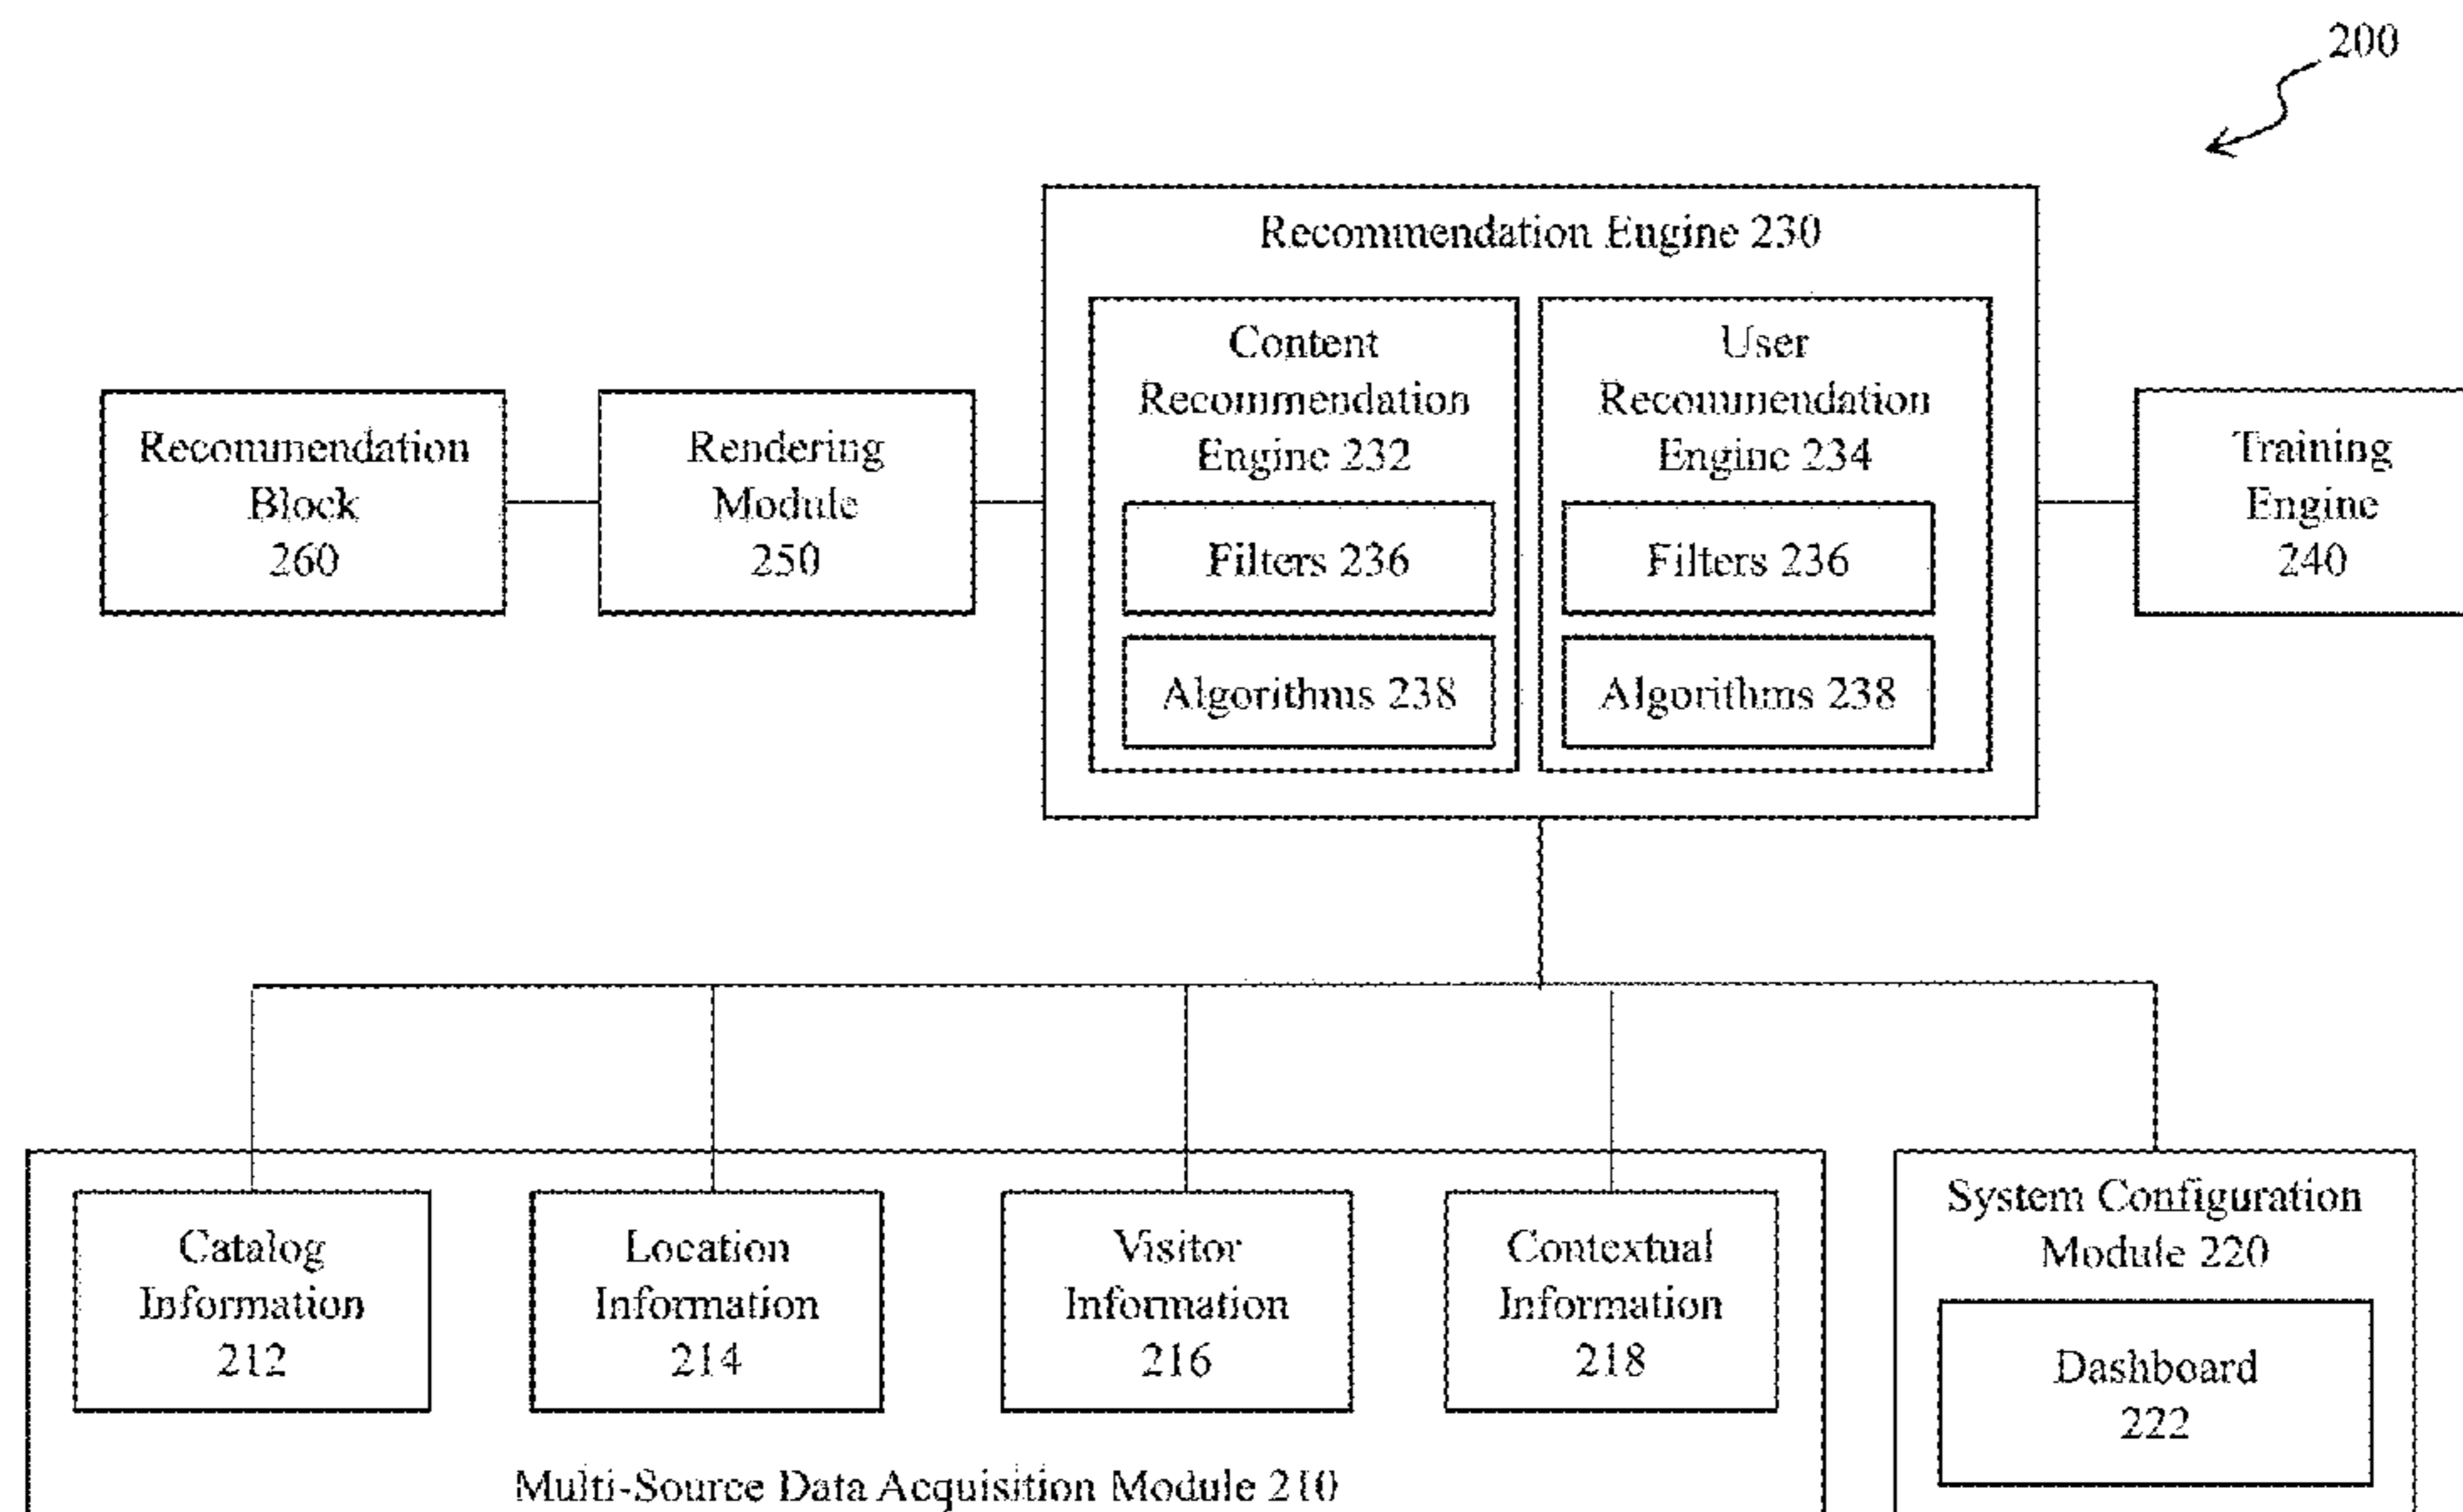 200
Recommendation Engine 230
Content
Recommendation
Engine 232
Filters 236
Algorithms 238
User
Recommendation
Engine 234
Filters 236
Algorithms 238
Recommendation
Block
260
Rendering
Module
250
Training
Engine
240
Catalog
Information
212
Location
Information
214
Visitor
Information
216
Contextual
Information
218
Multi-Source Data Acquisition Module 210
System Configuration
Module 220
Dashboard
222